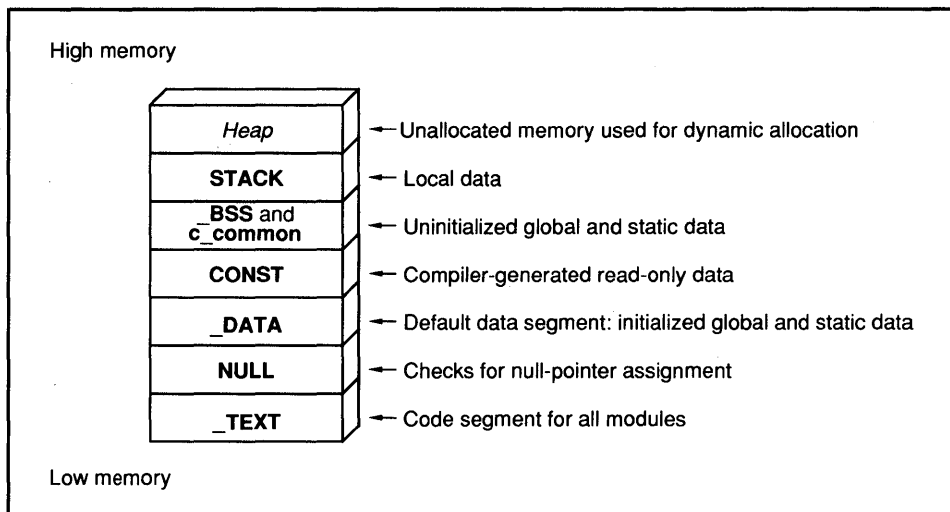 High memory
Heap
Unallocated memory used for dynamic allocation
STACK
Local data
_BSS and
c_common
Uninitialized global and static data
CONST
Compiler-generated read-only data
_DATA
Default data segment: initialized global and static data
NULL
Checks for null-pointer assignment
_TEXT
Code segment for all modules
Low memory